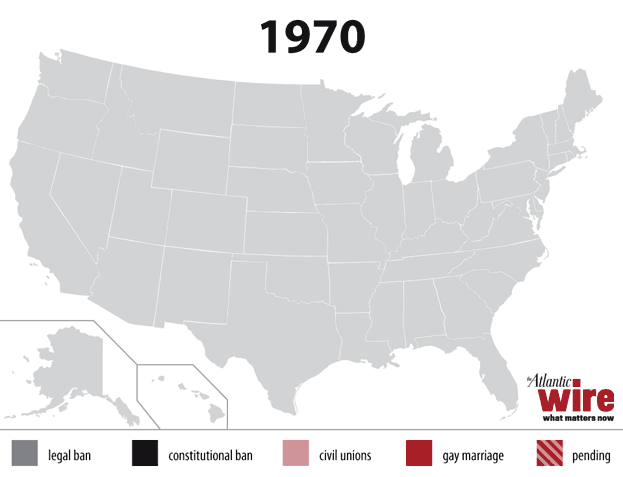 1970
the Atlantic
wire
what matters now
legal ban
constitutional ban
civil unions
gay marriage
pending